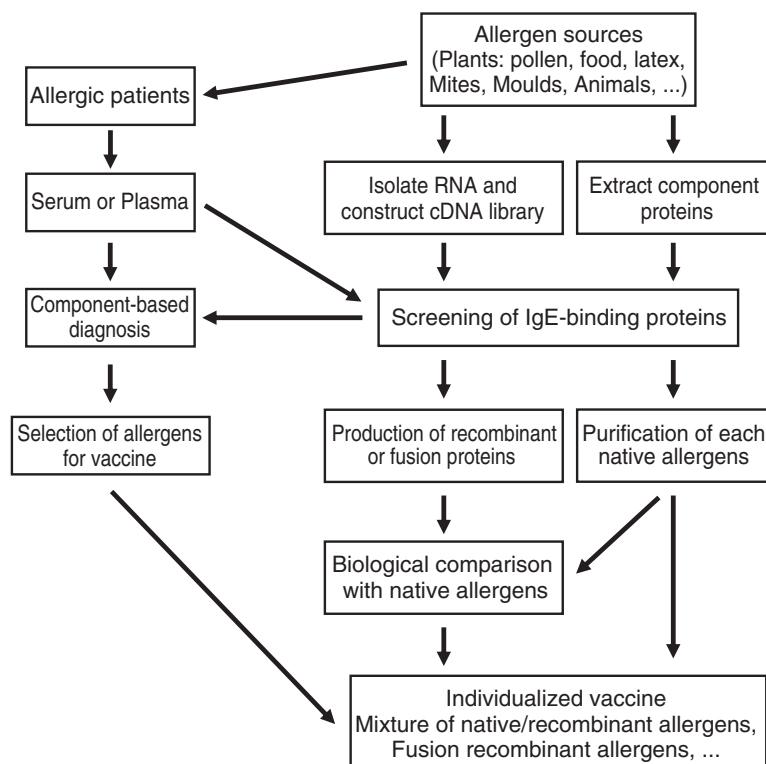 Allergen sources
(Plants: pollen, food, latex,
Mites, Moulds, Animals, ...)
Allergic patients
Isolate RNA and
construct cDNA library
Extract component
proteins
Serum or Plasma
Component-based
diagnosis
Screening of IgE-binding proteins
Selection of allergens
for vaccine
Production of recombinant
or fusion proteins
Purification of each
native allergens
Biological comparison
with native allergens
Individualized vaccine
Mixture of native/recombinant allergens,
Fusion recombinant allergens, ...